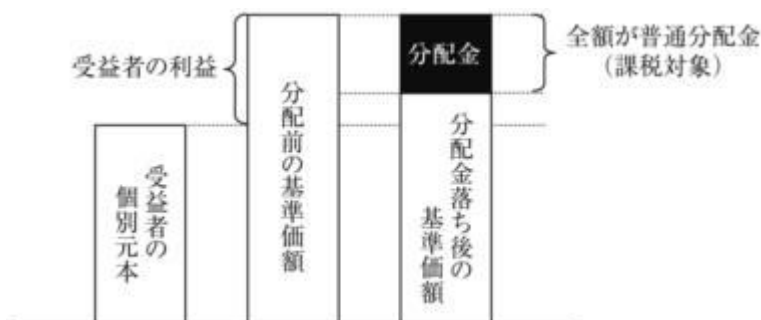 受益者の利益
分配金
全額が普通分配金
(課税対象)
受益者の
個別元本
分配前の基準価額
分配金落ち後の
基準価額